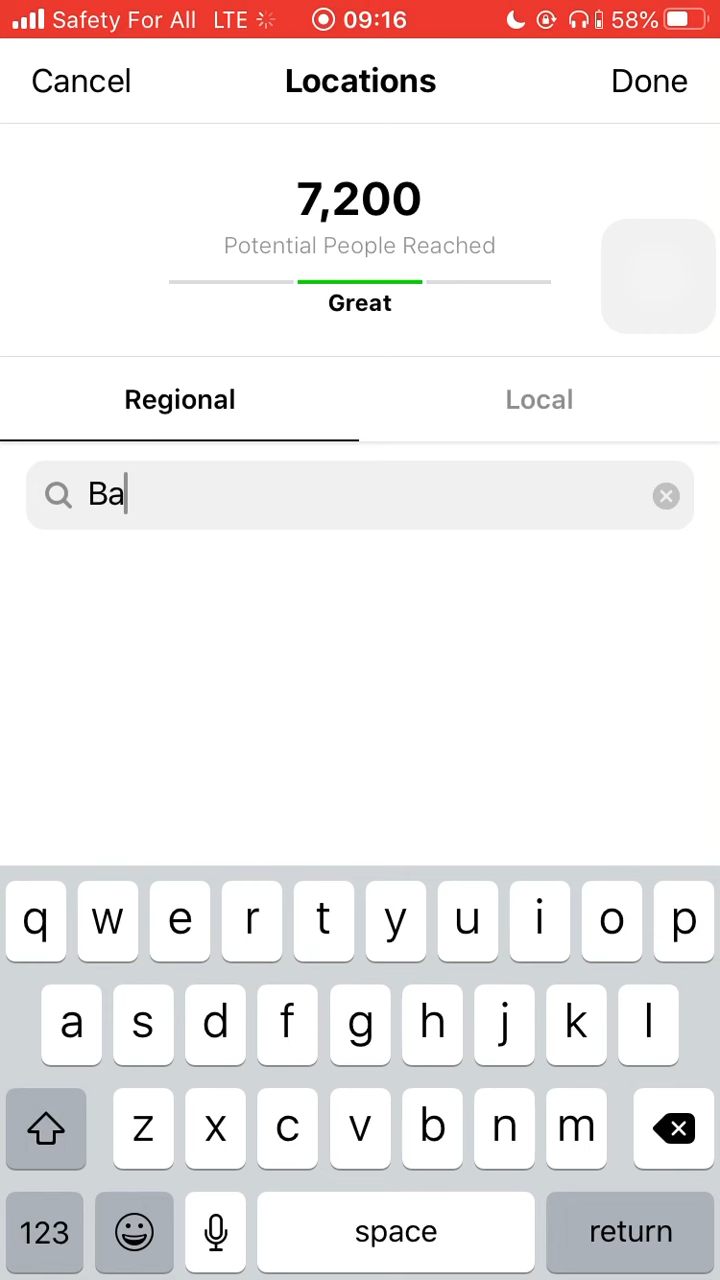 Safety For All LTE 09:16 58%
Cancel Locations Done
7,200
Potential People Reached
Great
Regional Local
Ba
q w e r t y u i o p
a s d f g h j k l
z x c v b n m
123 space return